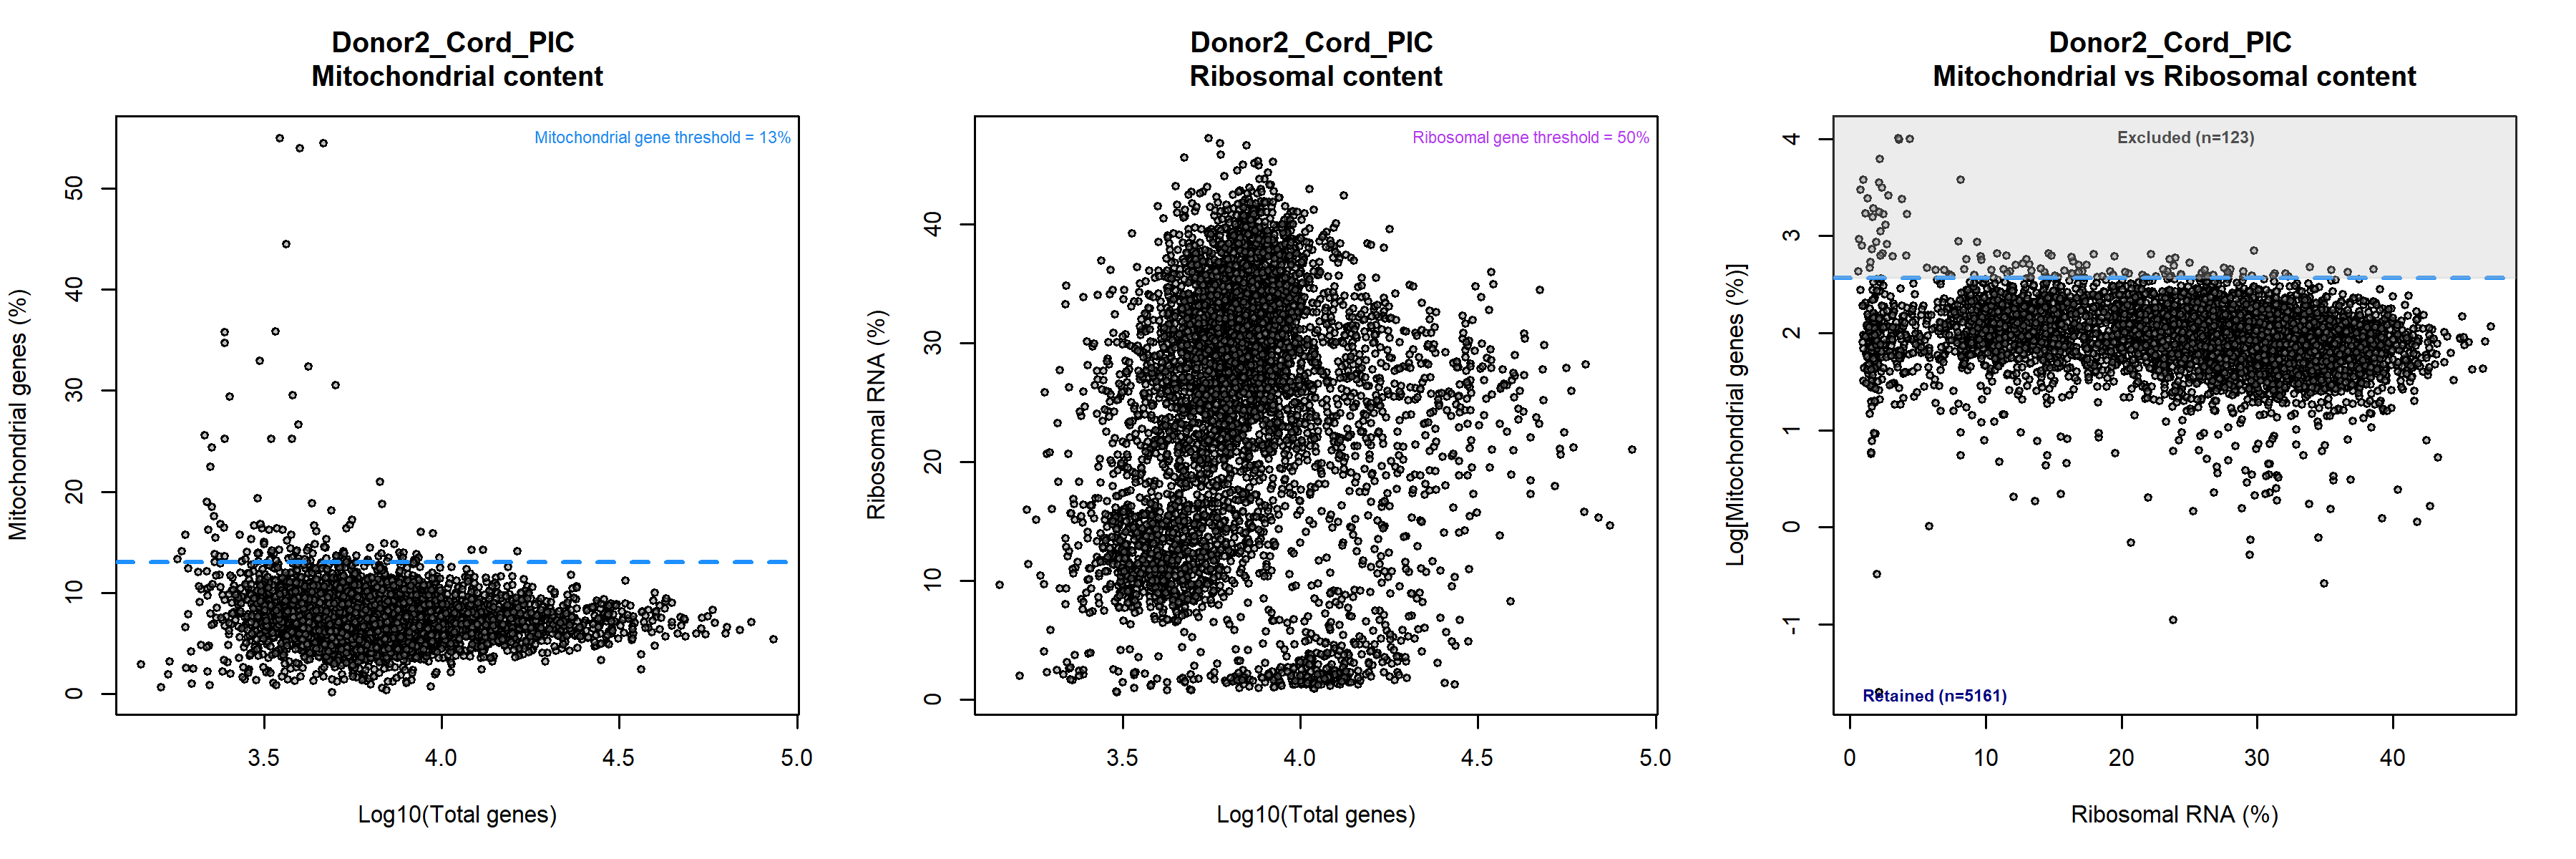 Donor2_Cord_PIC
Mitochondrial content
Mitochondrial gene threshold = 13%
Mitochondrial genes (%)
50
40
30
20
10
0
3.5
4.0
4.5
5.0
Log10(Total genes)
Donor2_Cord_PIC
Ribosomal content
Ribosomal gene threshold = 50%
Ribosomal RNA (%)
40
30
20
10
0
3.5
4.0
4.5
5.0
Log10(Total genes)
Donor2_Cord_PIC
Mitochondrial vs Ribosomal content
Excluded (n=123)
Log[Mitochondrial genes (%)]
4
3
2
1
0
-1
Retained (n=5161)
0
10
20
30
40
Ribosomal RNA (%)